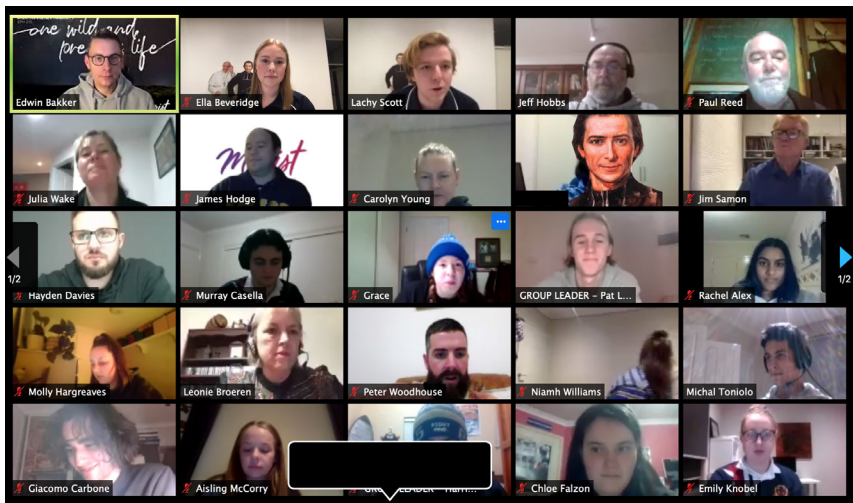 one wild and
life
Edwin Bakker
Ella Beveridge
Lachy Scott
Jeff Hobbs
Paul Reed
Julia Wake
James Hodge
Carolyn Young
Jim Samon
1/2
Hayden Davies
Murray Casella
Grace
GROUP LEADER – Pat L...
Rachel Alex
1/2
Molly Hargreaves
Leonie Broeren
Peter Woodhouse
Niamh Williams
Michal Toniolo
Giacomo Carbone
Aisling McCorry
Chloe Falzon
Emily Knobel